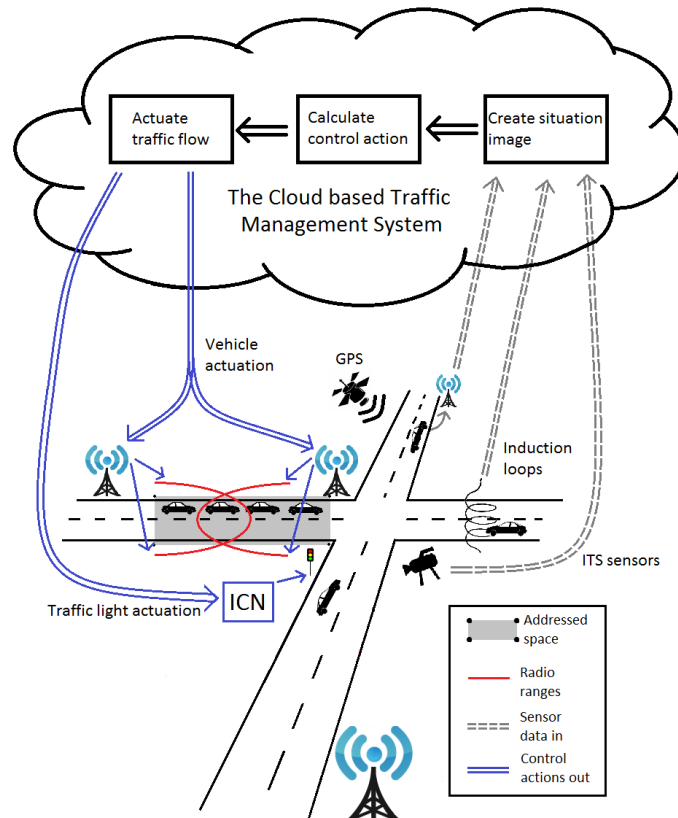 Actuate
traffic flow
Calculate
control action
Create situation
image
The Cloud based Traffic
Management System
Vehicle
actuation
GPS
Induction
loops
ITS sensors
Traffic light actuation
ICN
Addressed
space
Radio
ranges
Sensor
data in
Control
actions out